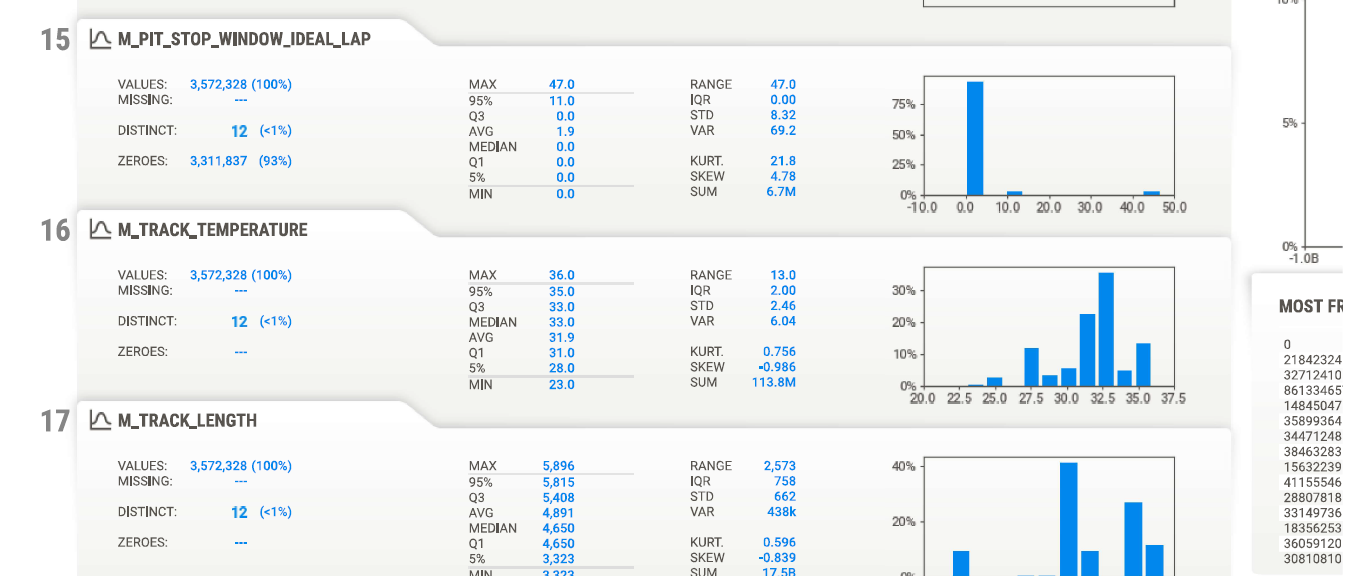 10%
15 M_PIT_STOP_WINDOW_IDEAL_LAP
VALUES: 3,572,328 (100%)
MISSING: ---
DISTINCT: 12 (<1%)
ZEROES: 3,311,837 (93%)
MAX 47.0
95% 11.0
Q3 0.0
AVG 1.9
MEDIAN 0.0
Q1 0.0
5% 0.0
MIN 0.0
RANGE 47.0
IQR 0.00
STD 8.32
VAR 69.2
KURT. 21.8
SKEW 4.78
SUM 6.7M
75%
50%
25%
0%
-10.0 0.0 10.0 20.0 30.0 40.0 50.0
16 M_TRACK_TEMPERATURE
VALUES: 3,572,328 (100%)
MISSING: ---
DISTINCT: 12 (<1%)
ZEROES: ---
MAX 36.0
95% 35.0
Q3 33.0
MEDIAN 33.0
AVG 31.9
Q1 31.0
5% 28.0
MIN 23.0
RANGE 13.0
IQR 2.00
STD 2.46
VAR 6.04
KURT. 0.756
SKEW -0.986
SUM 113.8M
30%
20%
10%
0%
20.0 22.5 25.0 27.5 30.0 32.5 35.0 37.5
17 M_TRACK_LENGTH
VALUES: 3,572,328 (100%)
MISSING: ---
DISTINCT: 12 (<1%)
ZEROES: ---
MAX 5,896
95% 5,815
Q3 5,408
AVG 4,891
MEDIAN 4,650
Q1 4,650
5% 3,323
MIN 3,323
RANGE 2,573
IQR 758
STD 662
VAR 438k
KURT. 0.596
SKEW -0.839
SUM 17.5B
40%
20%
0%
5%
0%
-1.0B
MOST FR
0
21842324
32712410
86133465
14845047
35899364
34471248
38463283
15632239
41155546
28807818
33149736
18356253
36059120
30810810